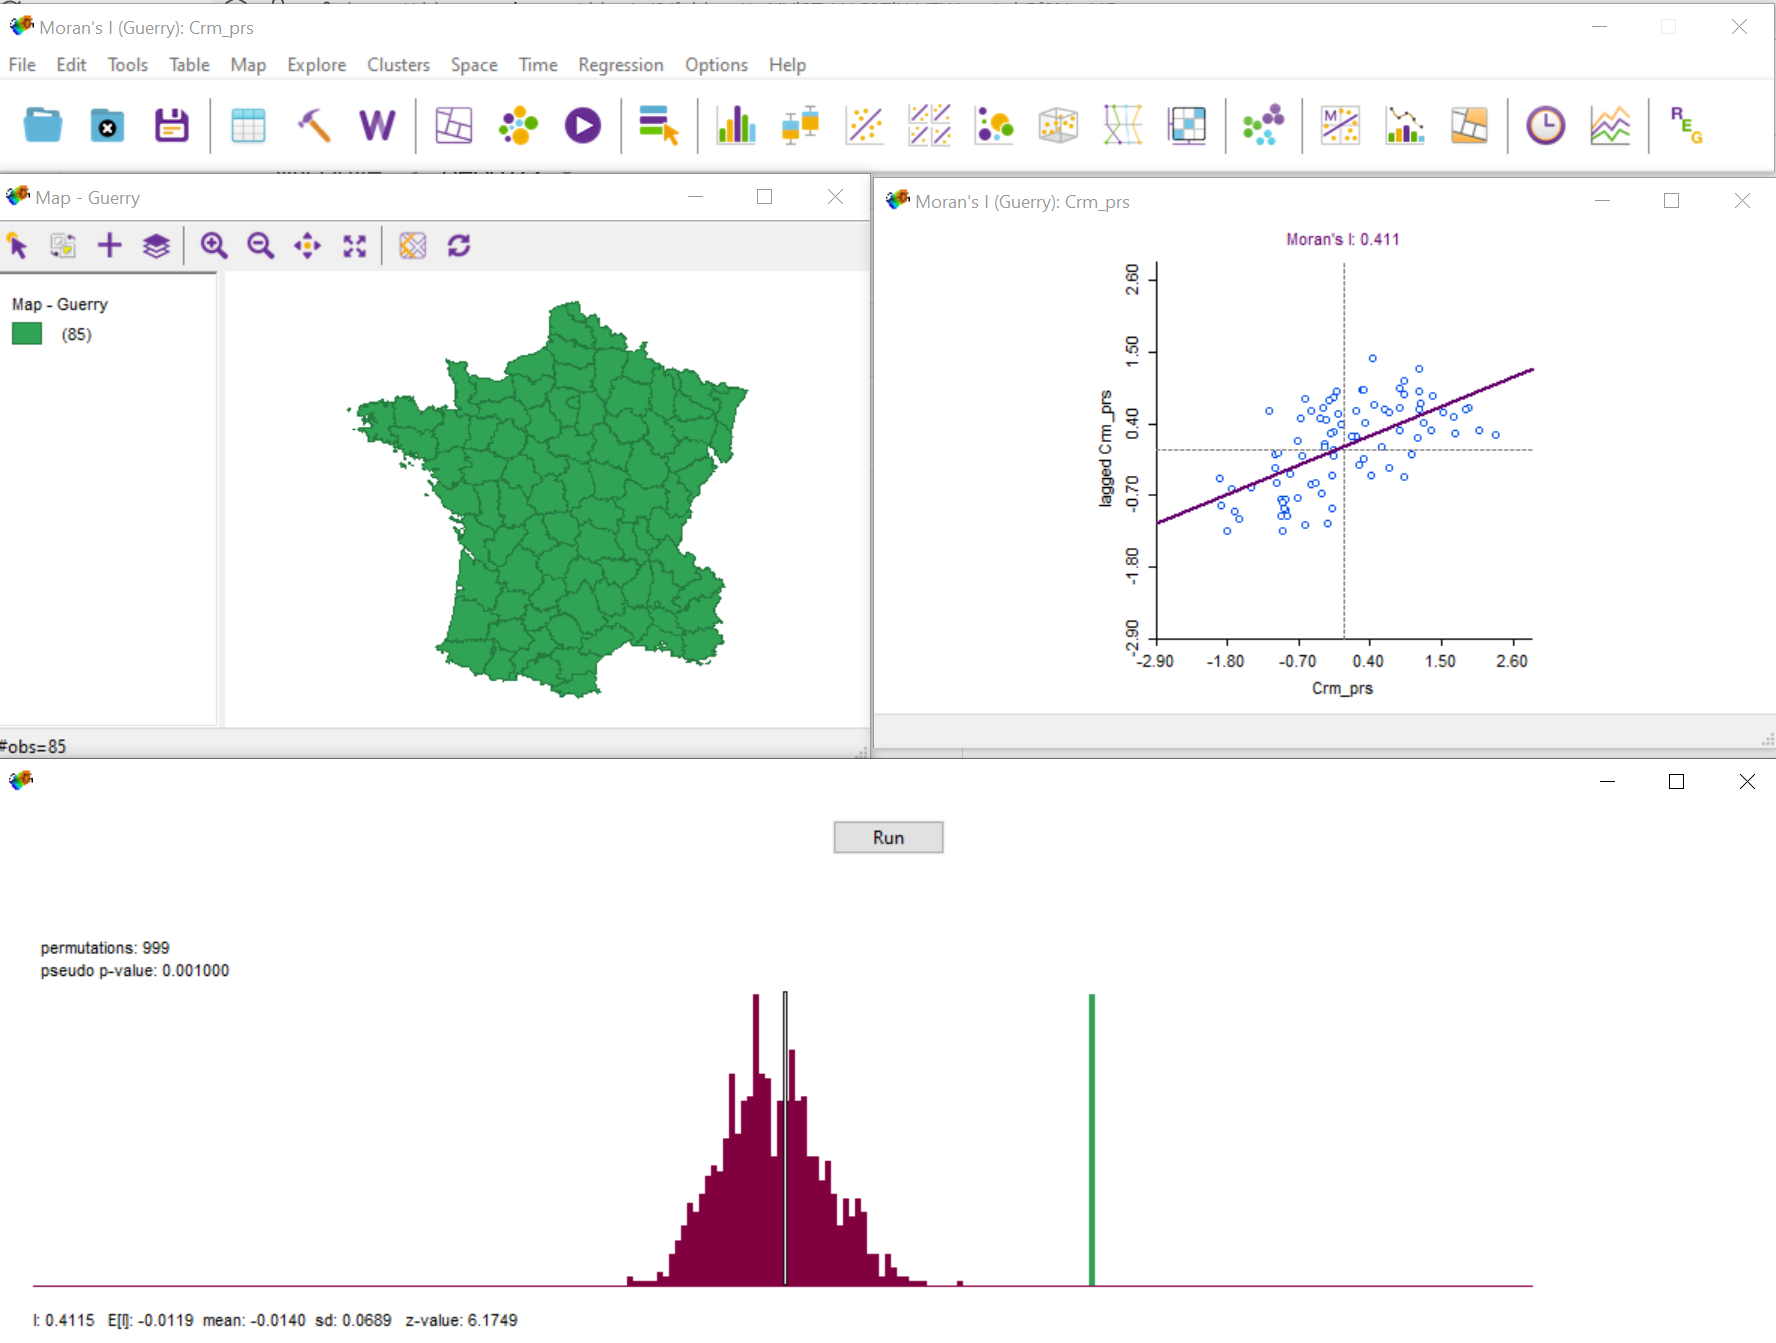 Moran's I (Guerry): Crm_prs
File Edit Tools Table Map Explore Clusters Space Time Regression Options Help
W
M
REG
Map - Guerry
Map - Guerry
(85)
#obs=85
Moran's I (Guerry): Crm_prs
Moran's I: 0.411
2.60
1.50
0.40
-0.70
-1.80
-2.90
lagged Crm_prs
-2.90 -1.80 -0.70 0.40 1.50 2.60
Crm_prs
Run
permutations: 999
pseudo p-value: 0.001000
I: 0.4115 E[I]: -0.0119 mean: -0.0140 sd: 0.0689 z-value: 6.1749